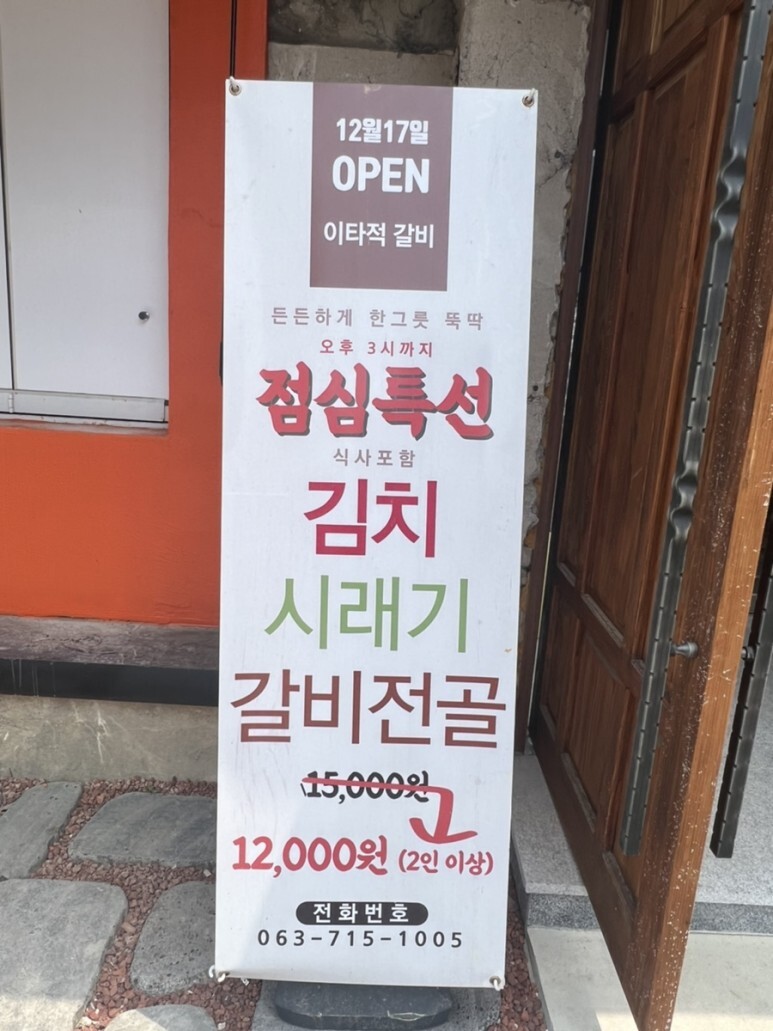 12월17일
OPEN
이타적 갈비
든든하게 한그릇 뚝딱
오후 3시까지
점심특선
식사포함
김치
시래기
갈비전골
15,000원
12,000원 (2인 이상)
전화번호
063-715-1005